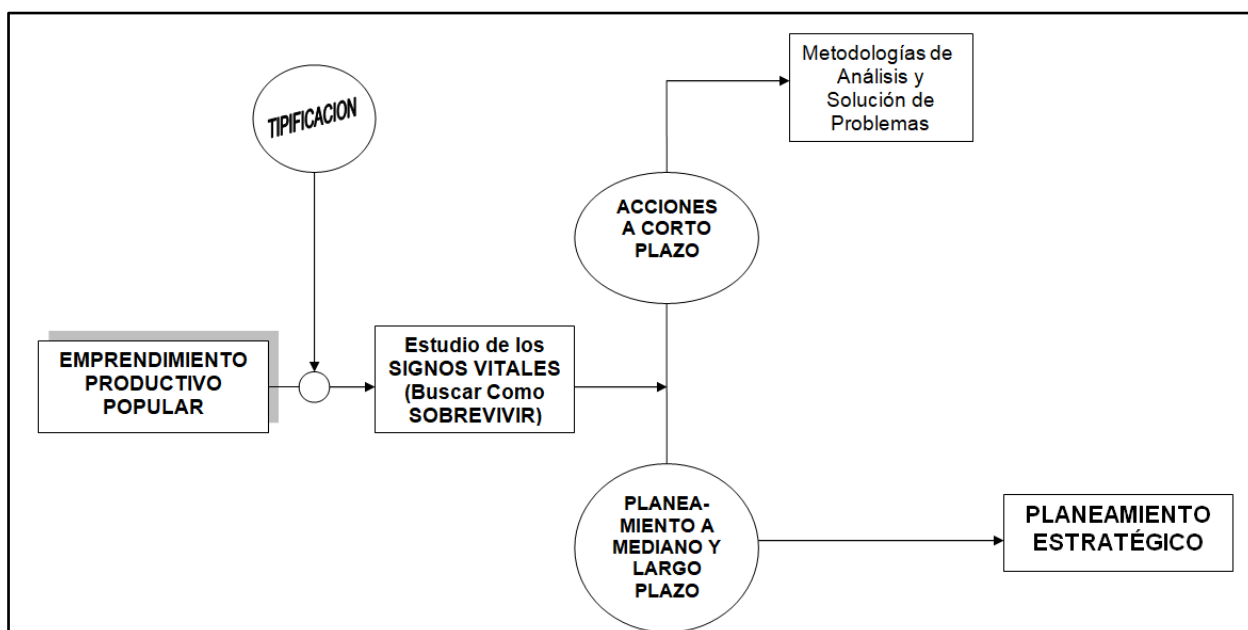 TIPIFICACION
Metodologías de
Análisis y
Solución de
Problemas
ACCIONES
A CORTO
PLAZO
EMPRENDIMIENTO
PRODUCTIVO
POPULAR
Estudio de los
SIGNOS VITALES
(Buscar Como
SOBREVIVIR)
PLANEA-
MIENTO A
MEDIANO Y
LARGO
PLAZO
PLANEAMIENTO
ESTRATÉGICO